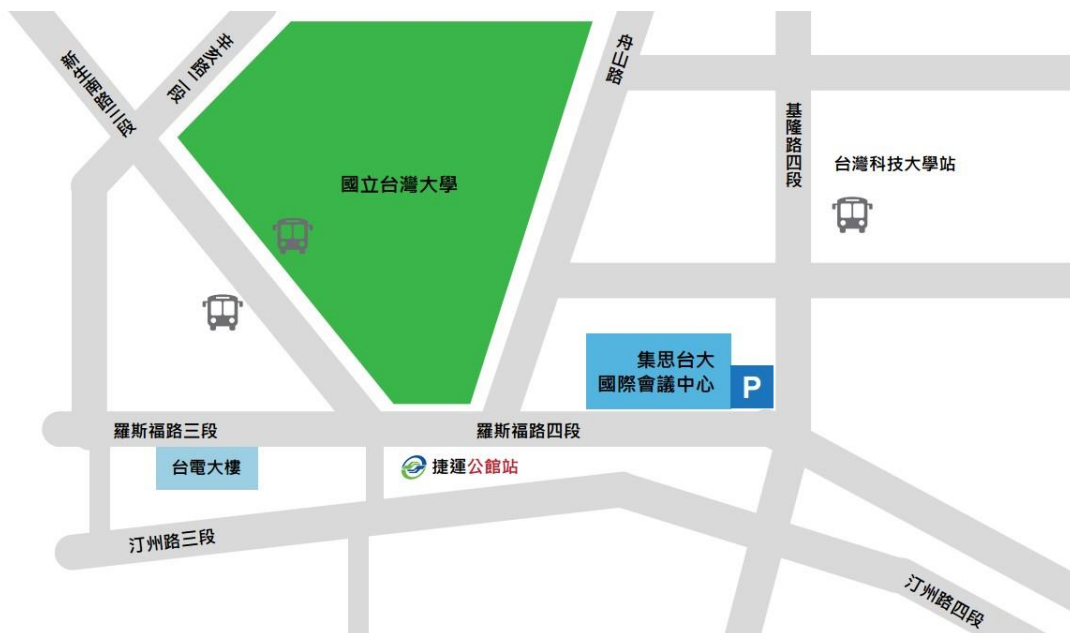 新生南路三段
辛亥路一段
舟山路
基隆路四段
國立台灣大學
台灣科技大學站
集思台大
國際會議中心
P
羅斯福路三段
羅斯福路四段
台電大樓
捷運公館站
汀州路三段
汀州路四段